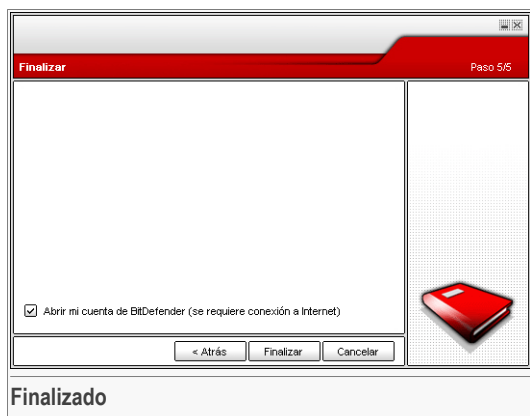 Finalizar
Paso 5/5
Abrir mi cuenta de BitDefender (se requiere conexión a Internet)
< Atrás
Finalizar
Cancelar
Finalizado